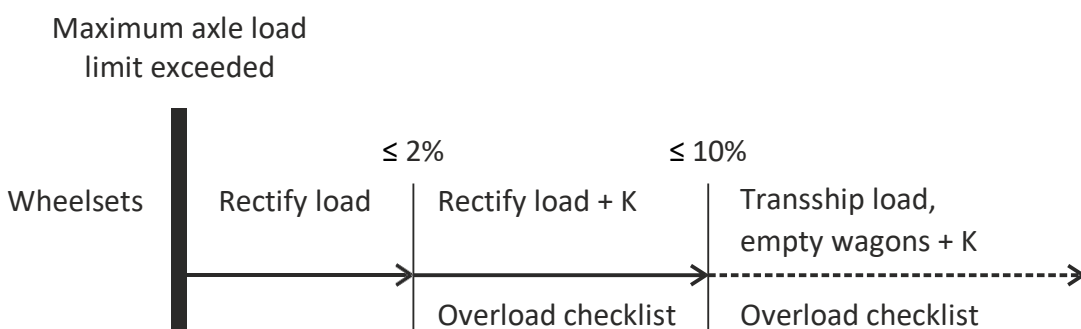 Maximum axle load
limit exceeded
≤ 2%
≤ 10%
Wheelsets
Rectify load
Rectify load + K
Transship load,
empty wagons + K
Overload checklist
Overload checklist